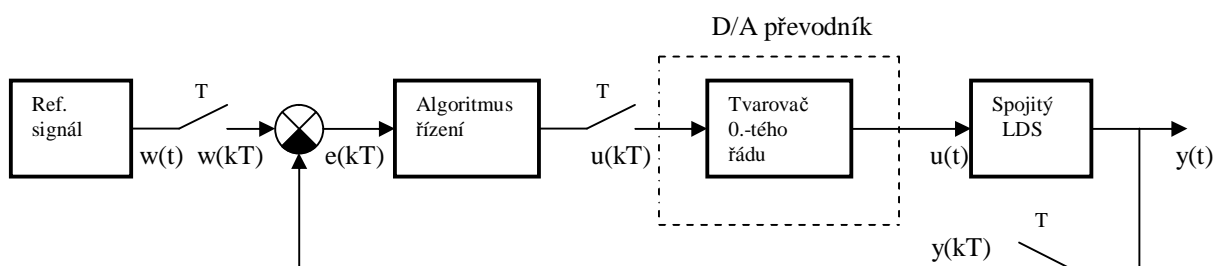 D/A převodník
Ref.
signál
T
Algoritmus
řízení
T
Tvarovač
0.-tého
řádu
Spojitý
LDS
w(t)
w(kT)
e(kT)
u(kT)
u(t)
y(t)
T
y(kT)